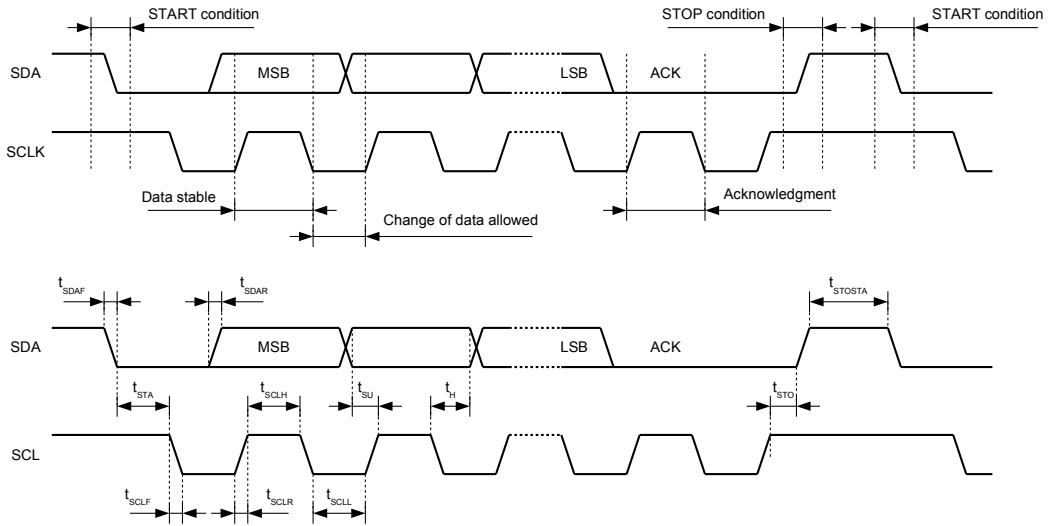 START condition
STOP condition
START condition
SDA
MSB
LSB
ACK
SCLK
Data stable
Change of data allowed
Acknowledgment
tSDAF
tSDAR
tSTOSTA
SDA
MSB
LSB
ACK
tSTA
tSCLH
tSU
tH
tSTO
SCL
tSCLF
tSCLR
tSCLL